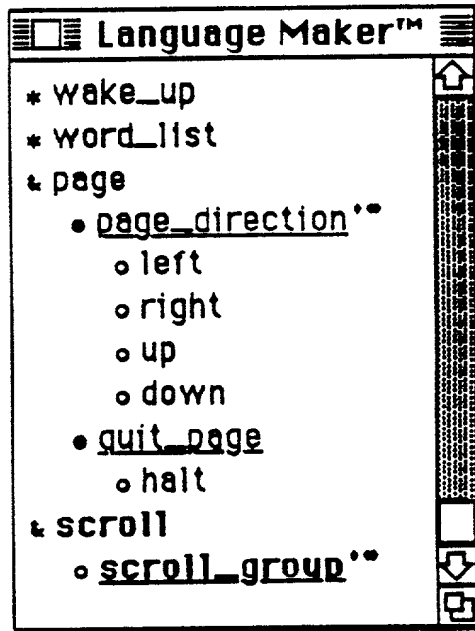 Language Maker™
* wake_up
* word_list
& page
• page_direction'"
o left
o right
o up
o down
• quit_page
o halt
& scroll
o scroll_group'"